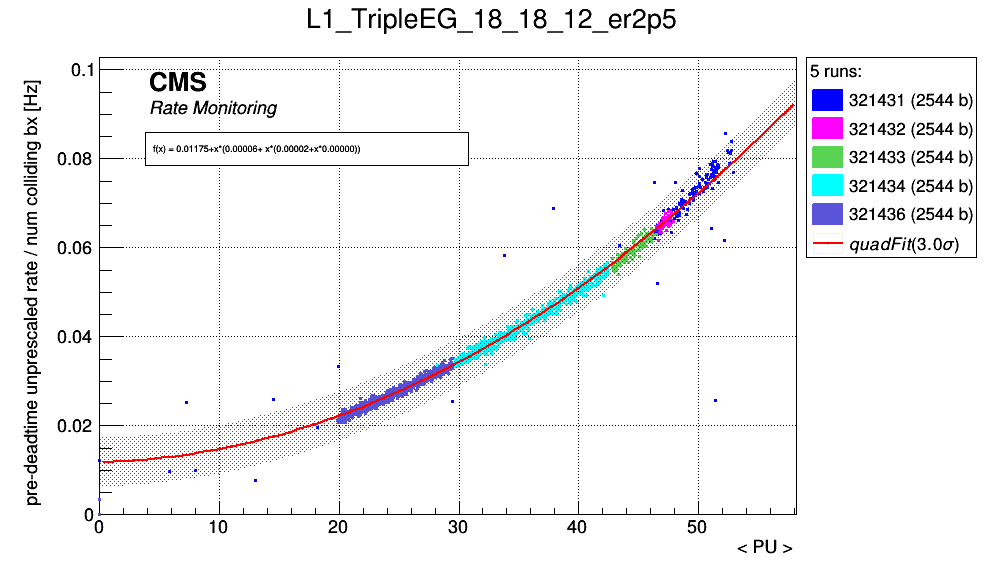 L1_TripleEG_18_18_12_er2p5
pre-deadtime unprescaled rate / num colliding bx [Hz]
0.1
0.08
0.06
0.04
0.02
0
CMS
Rate Monitoring
f(x) = 0.01175+x*(0.00006+ x*(0.00002+x*0.00000))
5 runs:
321431 (2544 b)
321432 (2544 b)
321433 (2544 b)
321434 (2544 b)
321436 (2544 b)
quadFit(3.0σ)
0 10 20 30 40 50
< PU >